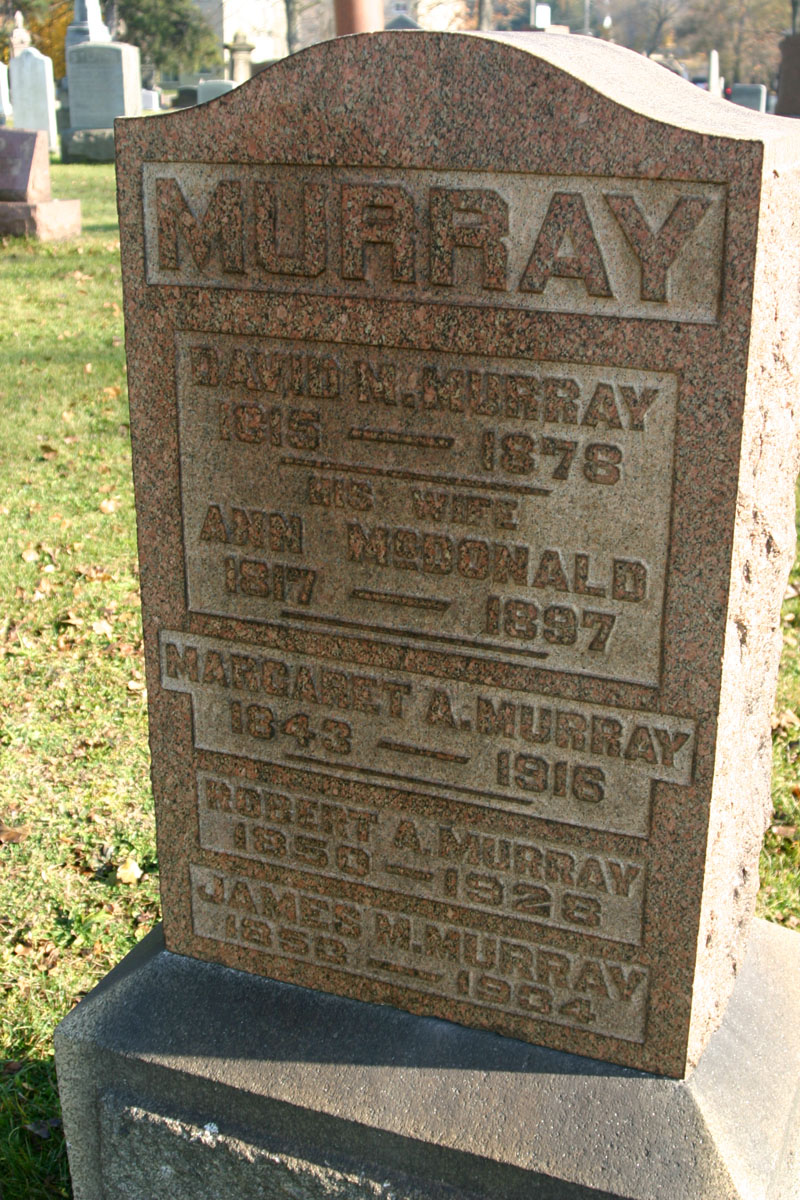 MURRAY
DAVID N. MURRAY
1815 — 1878
HIS WIFE
ANN McDONALD
1817 — 1897
MARGARET A. MURRAY
1843 — 1916
ROBERT A. MURRAY
1850 — 1928
JAMES M. MURRAY
— 1934